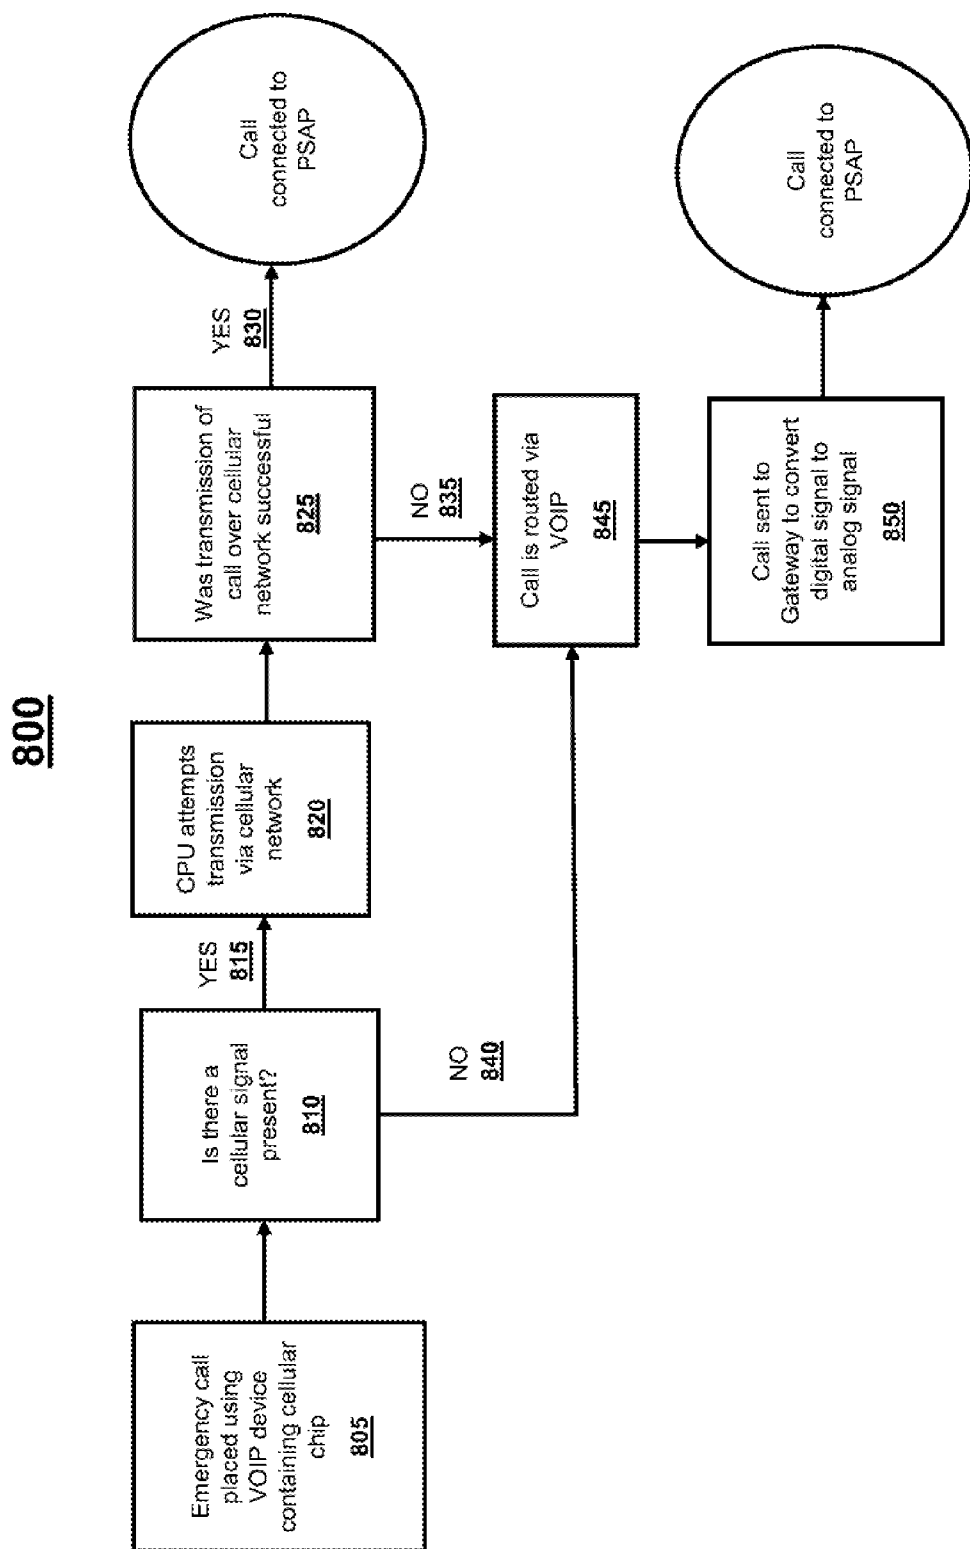 800
Emergency call
placed using
VOIP device
containing cellular
chip
805
Is there a
cellular signal
present?
810
YES
815
CPU attempts
transmission
via cellular
network
820
Was transmission of
call over cellular
network successful
825
YES
830
Call
connected to
PSAP
NO
840
NO
835
Call is routed via
VOIP
845
Call sent to
Gateway to convert
digital signal to
analog signal
850
Call
connected to
PSAP